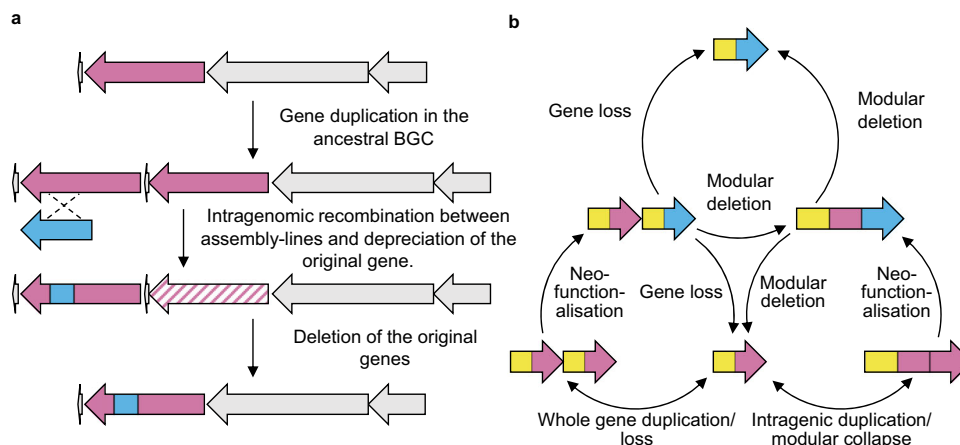 a
Gene duplication in the
ancestral BGC
Intragenomic recombination between
assembly-lines and depreciation of the
original gene.
Deletion of the original
genes
b
Gene loss
Modular
deletion
Modular
deletion
Neo-
function-
alisation
Gene loss
Modular
deletion
Neo-
function-
alisation
Whole gene duplication/
loss
Intragenic duplication/
modular collapse